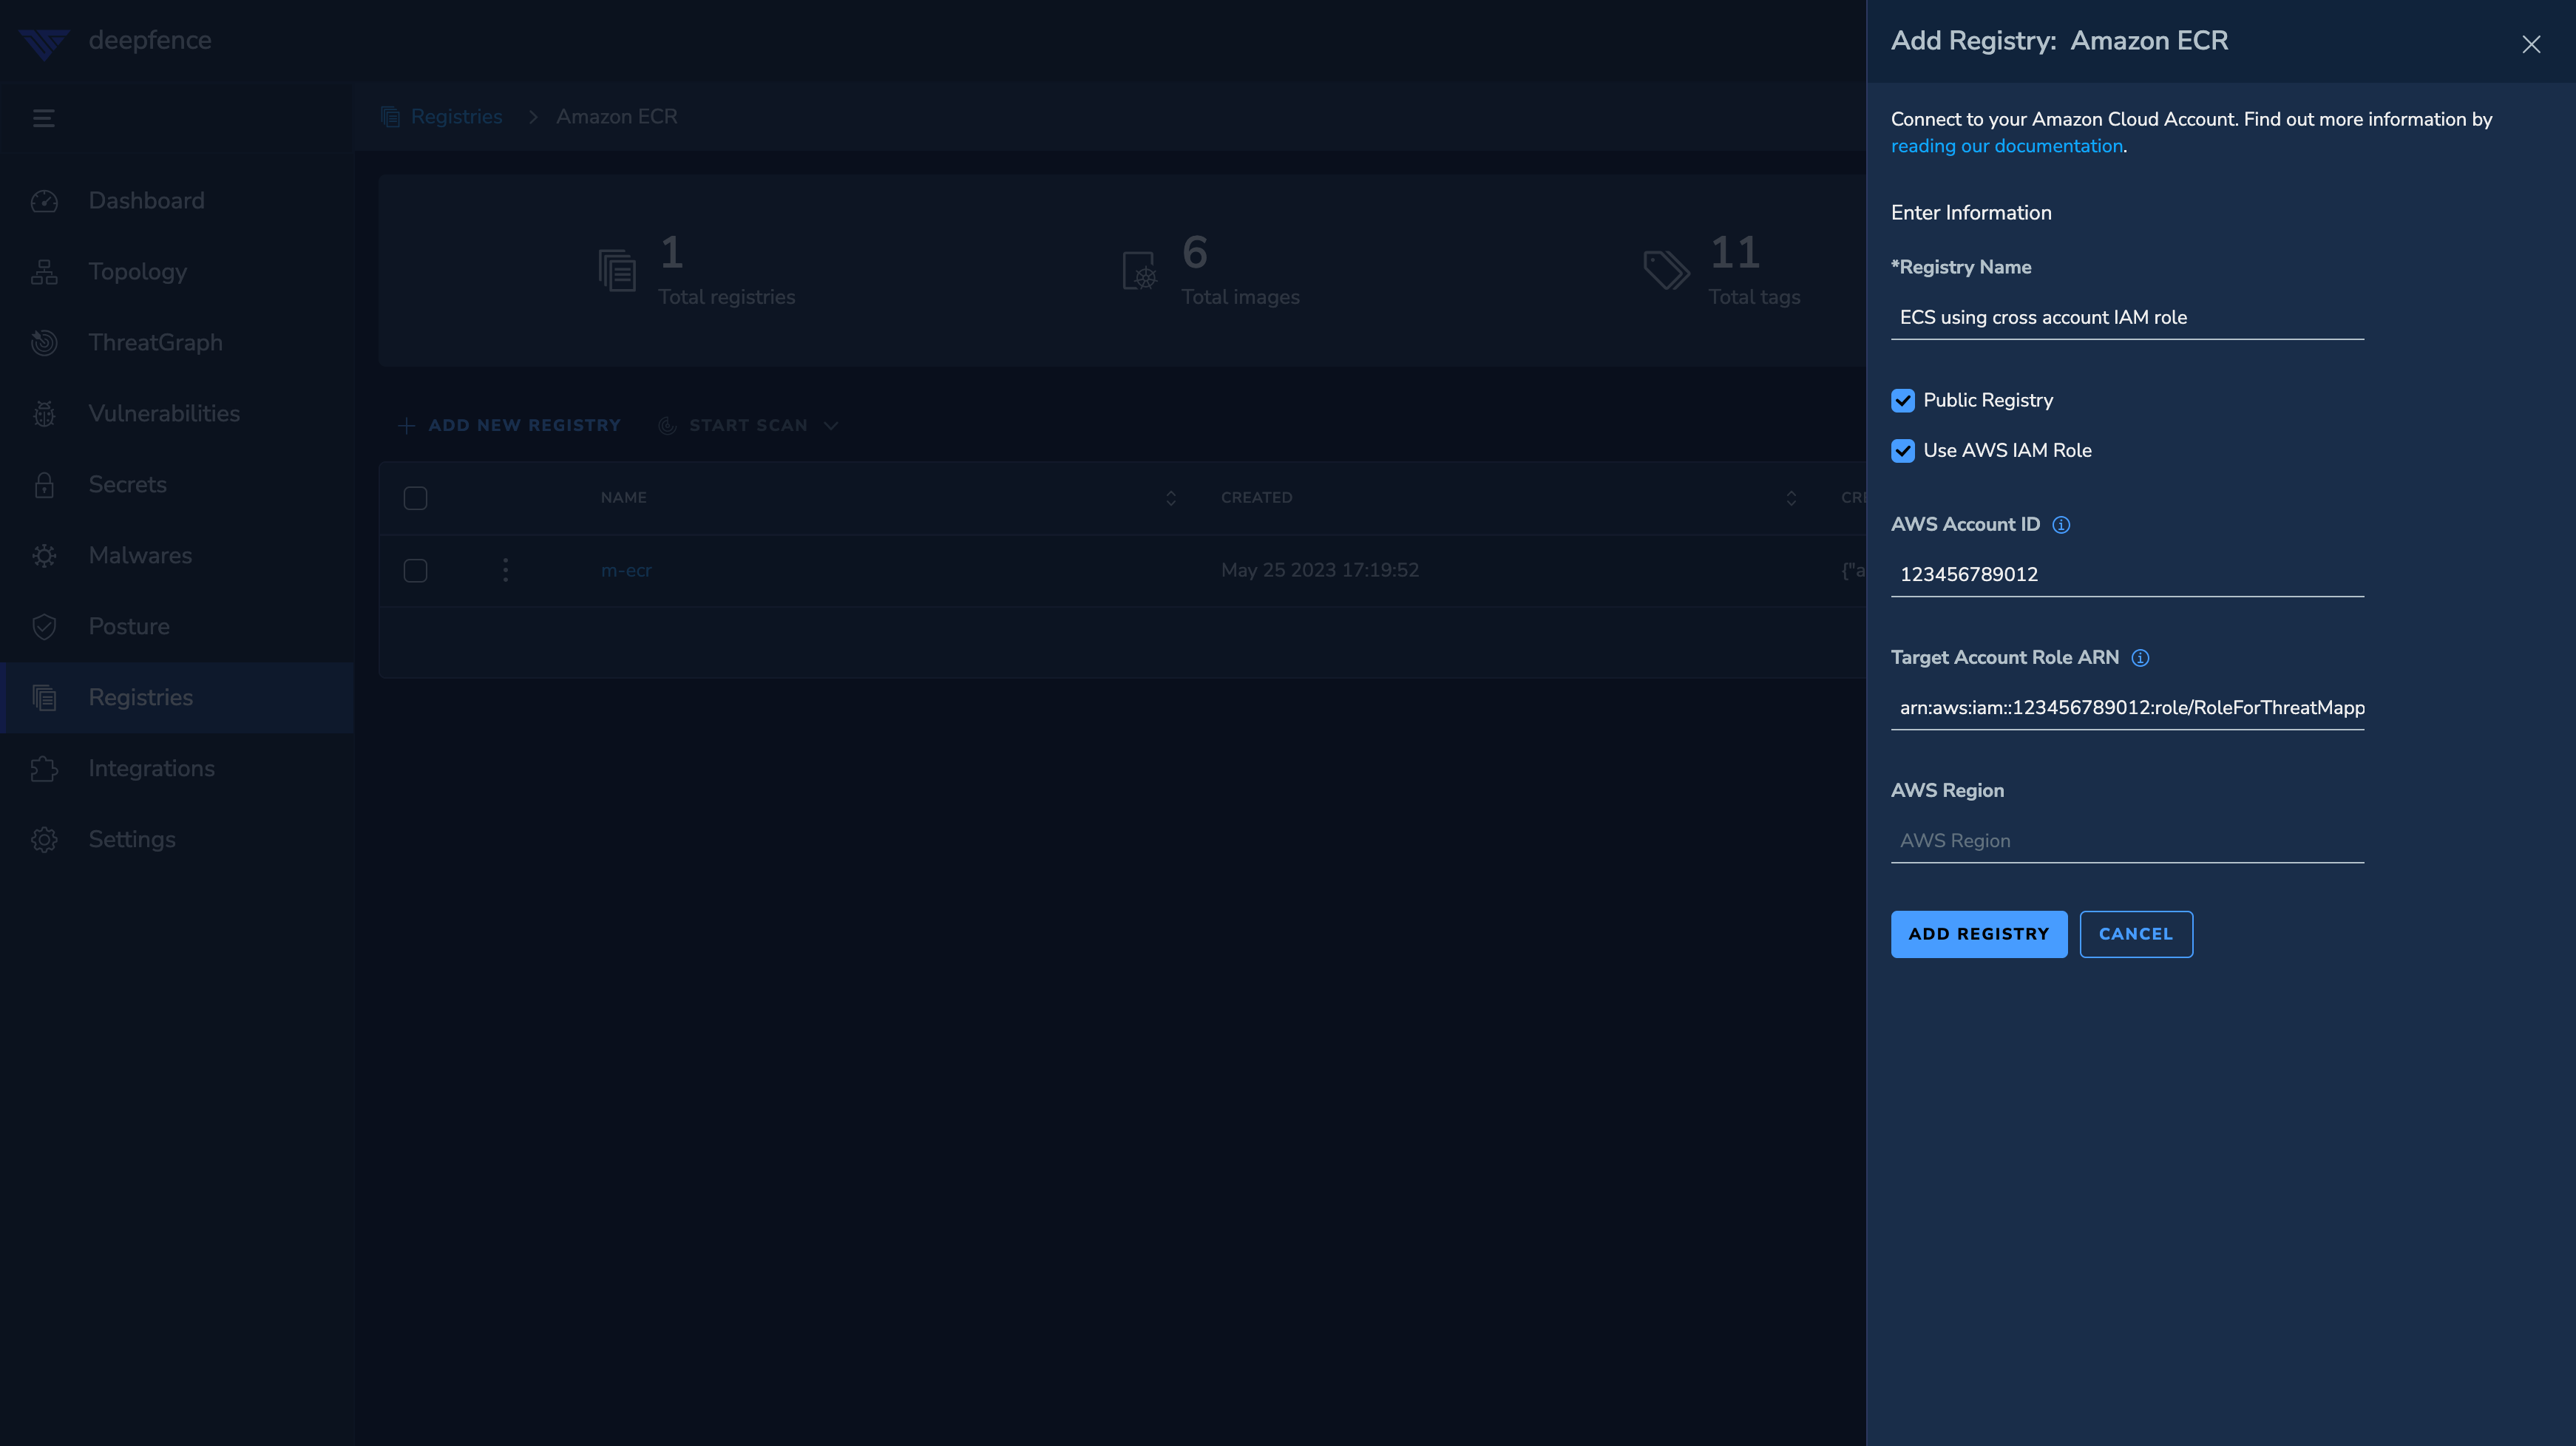 deepfence
Dashboard
Topology
ThreatGraph
Vulnerabilities
Secrets
Malwares
Posture
Registries
Integrations
Settings
Registries > Amazon ECR
1
Total registries
6
Total images
11
Total tags
ADD NEW REGISTRY
START SCAN
NAME CREATED CRE
m-ecr May 25 2023 17:19:52 {"a
Add Registry: Amazon ECR
Connect to your Amazon Cloud Account. Find out more information by
reading our documentation.
Enter Information
*Registry Name
ECS using cross account IAM role
Public Registry
Use AWS IAM Role
AWS Account ID
123456789012
Target Account Role ARN
arn:aws:iam::123456789012:role/RoleForThreatMapp
AWS Region
AWS Region
ADD REGISTRY
CANCEL